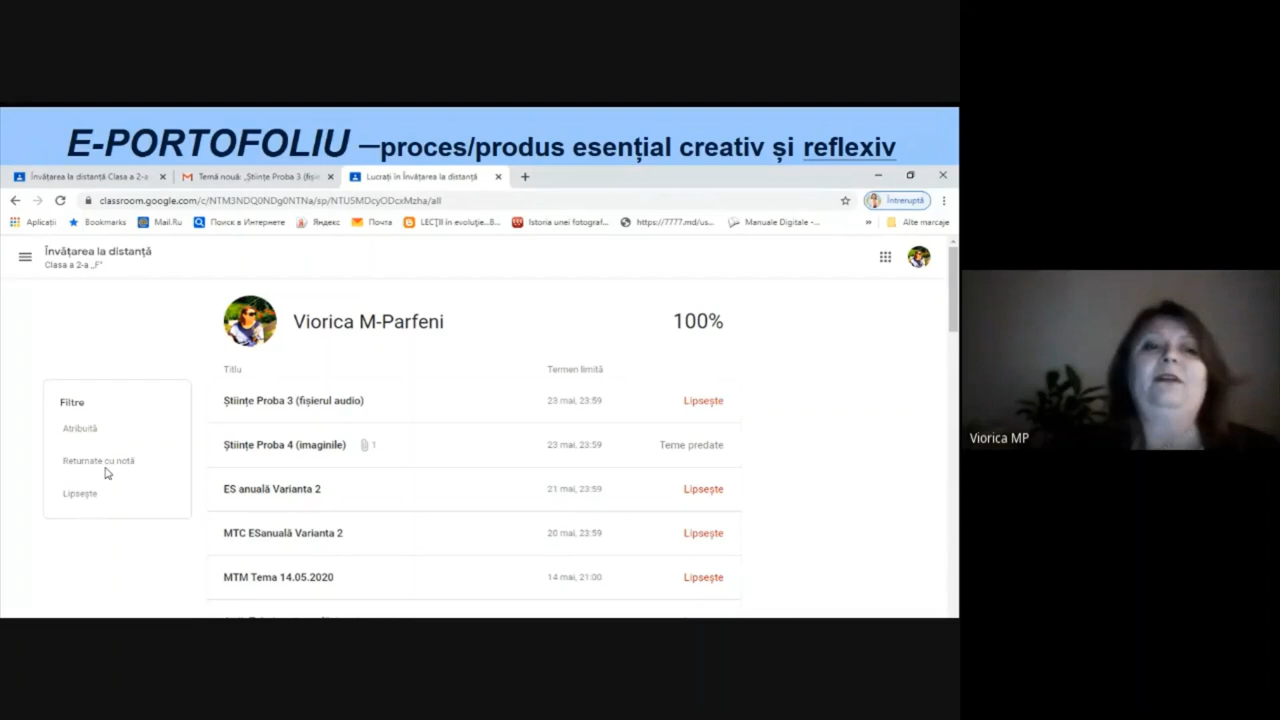 E-PORTOFOLIU –proces/produs esențial creativ și reflexiv
Învățarea la distanță Clasa a 2-a
Temă nouă: „Științe Proba 3 (fișie
Lucrați în Învățarea la distanță
classroom.google.com/c/NTM3NDQ0NDg0NTNa/sp/NTU5MDcyODcxMzha/all
Întreruptă
Aplicații Bookmarks Mail.Ru Поиск в Интернете Яндекс Почта LECȚII în evoluție...B... Istoria unei fotograf... https://7777.md/us... Manuale Digitale -... » Alte marcaje
Învățarea la distanță
Clasa a 2-a „F”
Viorica M-Parfeni 100%
Titlu Termen limită
Filtre
Atribuită
Returnate cu notă
Lipsește
Științe Proba 3 (fișierul audio) 23 mai, 23:59 Lipsește
Științe Proba 4 (imaginile) 1 23 mai, 23:59 Teme predate
ES anuală Varianta 2 21 mai, 23:59 Lipsește
MTC ESanuală Varianta 2 20 mai, 23:59 Lipsește
MTM Tema 14.05.2020 14 mai, 21:00 Lipsește
Viorica MP